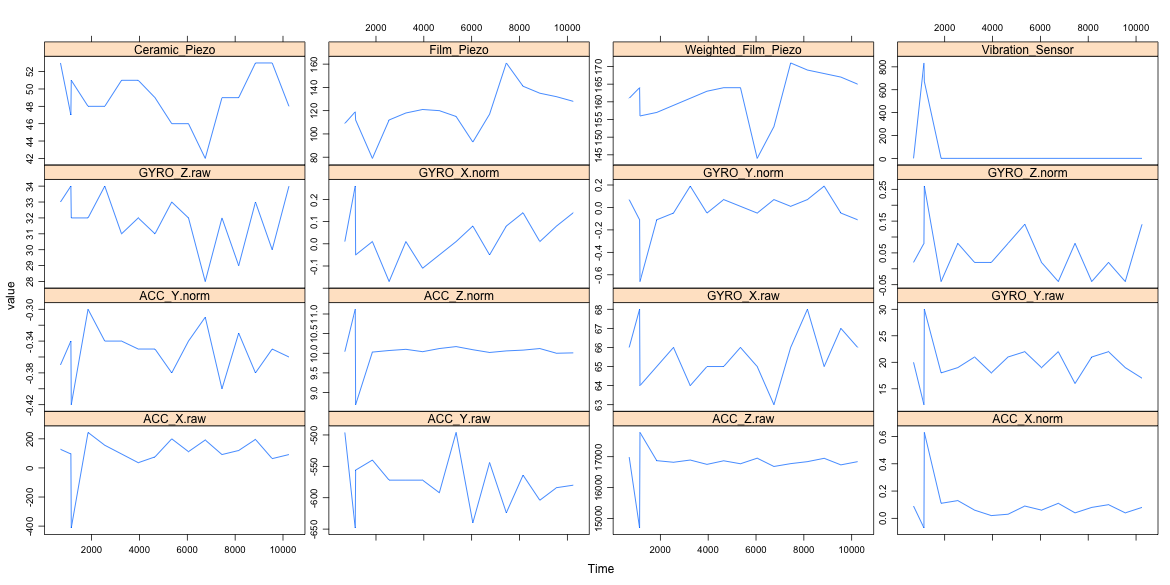 2000 4000 6000 8000 10000 2000 4000 6000 8000 10000
Ceramic_Piezo Film_Piezo Weighted_Film_Piezo Vibration_Sensor
42 44 46 48 50 52
80 100 120 140 160
145 150 155 160 165 170
0 200 400 600 800
GYRO_Z.raw GYRO_X.norm GYRO_Y.norm GYRO_Z.norm
28 29 30 31 32 33 34
-0.1 0.0 0.1 0.2
-0.6 -0.4 -0.2 0.0 0.2
-0.05 0.05 0.15 0.25
value
ACC_Y.norm ACC_Z.norm GYRO_X.raw GYRO_Y.raw
-0.42 -0.38 -0.34 -0.30
9.0 9.5 10.0 10.5 11.0
63 64 65 66 67 68
15 20 25 30
ACC_X.raw ACC_Y.raw ACC_Z.raw ACC_X.norm
-400 -200 0 200
-650 -600 -550 -500
15000 16000 17000
0.0 0.2 0.4 0.6
2000 4000 6000 8000 10000 2000 4000 6000 8000 10000
Time